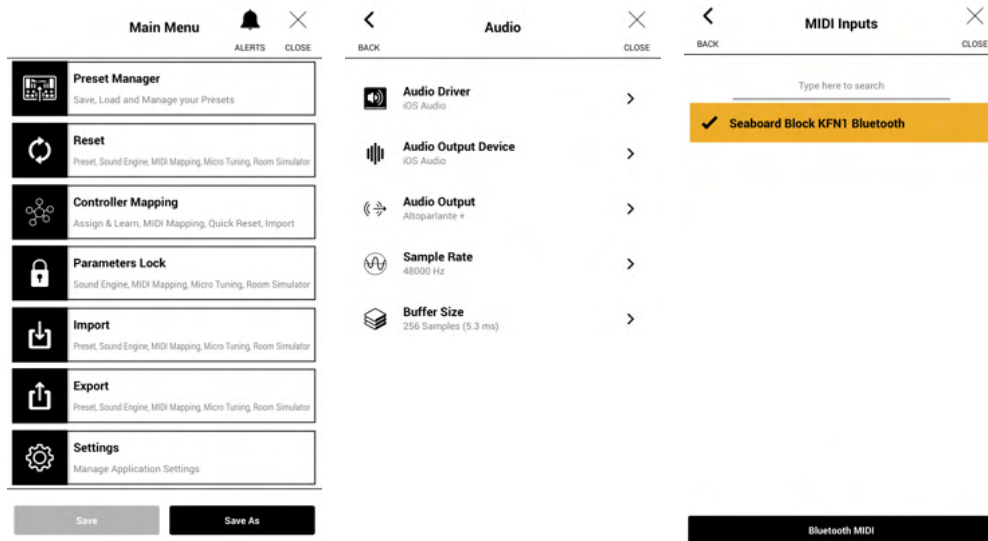 Main Menu
ALERTS
CLOSE
Preset Manager
Save, Load and Manage your Presets
Reset
Preset, Sound Engine, MIDI Mapping, Micro Tuning, Room Simulator
Controller Mapping
Assign & Learn, MIDI Mapping, Quick Reset, Import
Parameters Lock
Sound Engine, MIDI Mapping, Micro Tuning, Room Simulator
Import
Preset, Sound Engine, MIDI Mapping, Micro Tuning, Room Simulator
Export
Preset, Sound Engine, MIDI Mapping, Micro Tuning, Room Simulator
Settings
Manage Application Settings
Save
Save As
Audio
BACK
CLOSE
Audio Driver
iOS Audio
Audio Output Device
iOS Audio
Audio Output
Altoparlante +
Sample Rate
48000 Hz
Buffer Size
256 Samples (5.3 ms)
MIDI Inputs
BACK
CLOSE
Type here to search
Seaboard Block KFN1 Bluetooth
Bluetooth MIDI